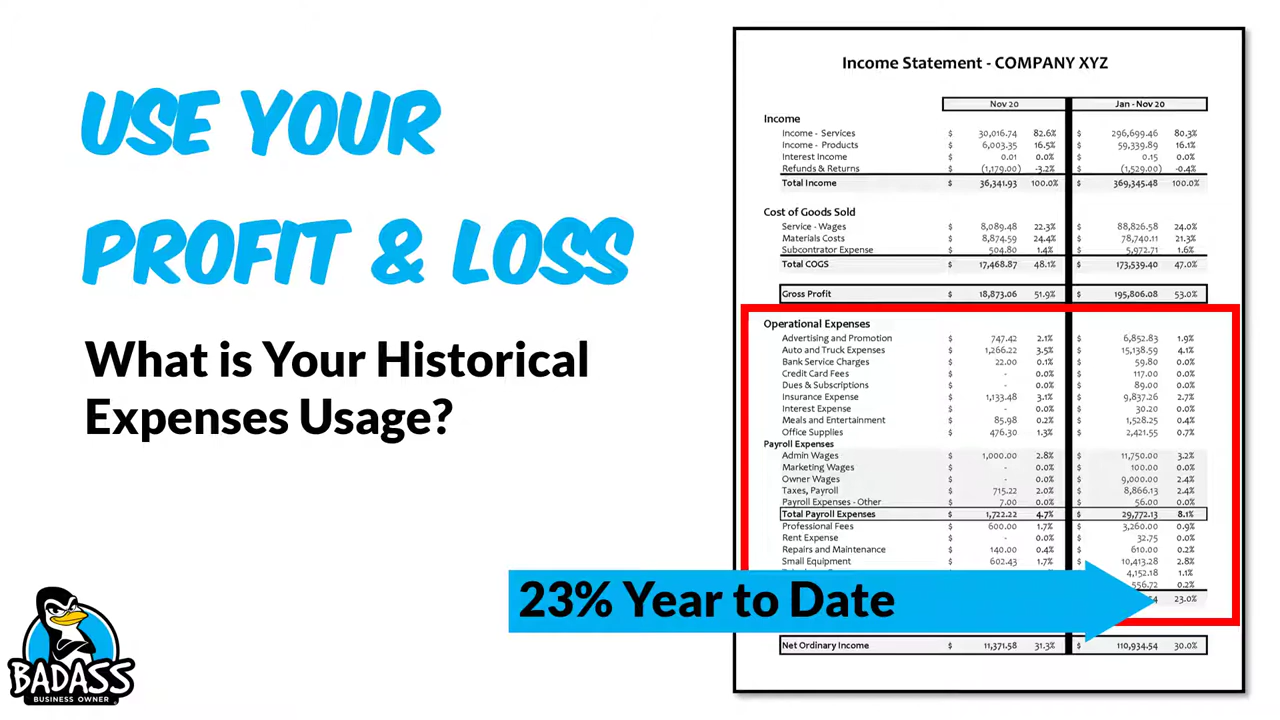 USE YOUR
PROFIT & LOSS
What is Your Historical
Expenses Usage?
Income Statement - COMPANY XYZ
Nov 20 Jan - Nov 20
Income
Income - Services $ 30,016.74 82.6% $ 296,699.46 80.3%
Income - Products $ 6,003.35 16.5% $ 59,339.89 16.1%
Interest Income $ 0.01 0.0% $ 0.15 0.0%
Refunds & Returns $ (1,179.00) -3.2% $ (1,529.00) -0.4%
Total Income $ 36,341.93 100.0% $ 369,345.48 100.0%
Cost of Goods Sold
Service - Wages $ 8,089.48 22.3% $ 88,826.58 24.0%
Materials Costs $ 8,874.59 24.4% $ 78,740.11 21.3%
Subcontrator Expense $ 504.80 1.4% $ 5,972.71 1.6%
Total COGS $ 17,468.87 48.1% $ 173,539.40 47.0%
Gross Profit $ 18,873.06 51.9% $ 195,806.08 53.0%
Operational Expenses
Advertising and Promotion $ 747.42 2.1% $ 6,852.83 1.9%
Auto and Truck Expenses $ 1,266.22 3.5% $ 15,138.59 4.1%
Bank Service Charges $ 22.00 0.1% $ 59.80 0.0%
Credit Card Fees $ - 0.0% $ 117.00 0.0%
Dues & Subscriptions $ - 0.0% $ 89.00 0.0%
Insurance Expense $ 1,133.48 3.1% $ 9,837.26 2.7%
Interest Expense $ - 0.0% $ 30.20 0.0%
Meals and Entertainment $ 85.98 0.2% $ 1,528.25 0.4%
Office Supplies $ 476.30 1.3% $ 2,421.55 0.7%
Payroll Expenses
Admin Wages $ 1,000.00 2.8% $ 11,750.00 3.2%
Marketing Wages $ - 0.0% $ 100.00 0.0%
Owner Wages $ - 0.0% $ 9,000.00 2.4%
Taxes, Payroll $ 715.22 2.0% $ 8,866.13 2.4%
Payroll Expenses - Other $ 7.00 0.0% $ 56.00 0.0%
Total Payroll Expenses $ 1,722.22 4.7% $ 29,772.13 8.1%
Professional Fees $ 600.00 1.7% $ 3,260.00 0.9%
Rent Expense $ - 0.0% $ 32.75 0.0%
Repairs and Maintenance $ 140.00 0.4% $ 610.00 0.2%
Small Equipment $ 602.43 1.7% $ 10,413.28 2.8%
4,152.18 1.1%
556.72 0.2%
23.0%
23% Year to Date
Net Ordinary Income $ 11,371.58 31.3% $ 110,934.54 30.0%
BADASS
BUSINESS OWNER